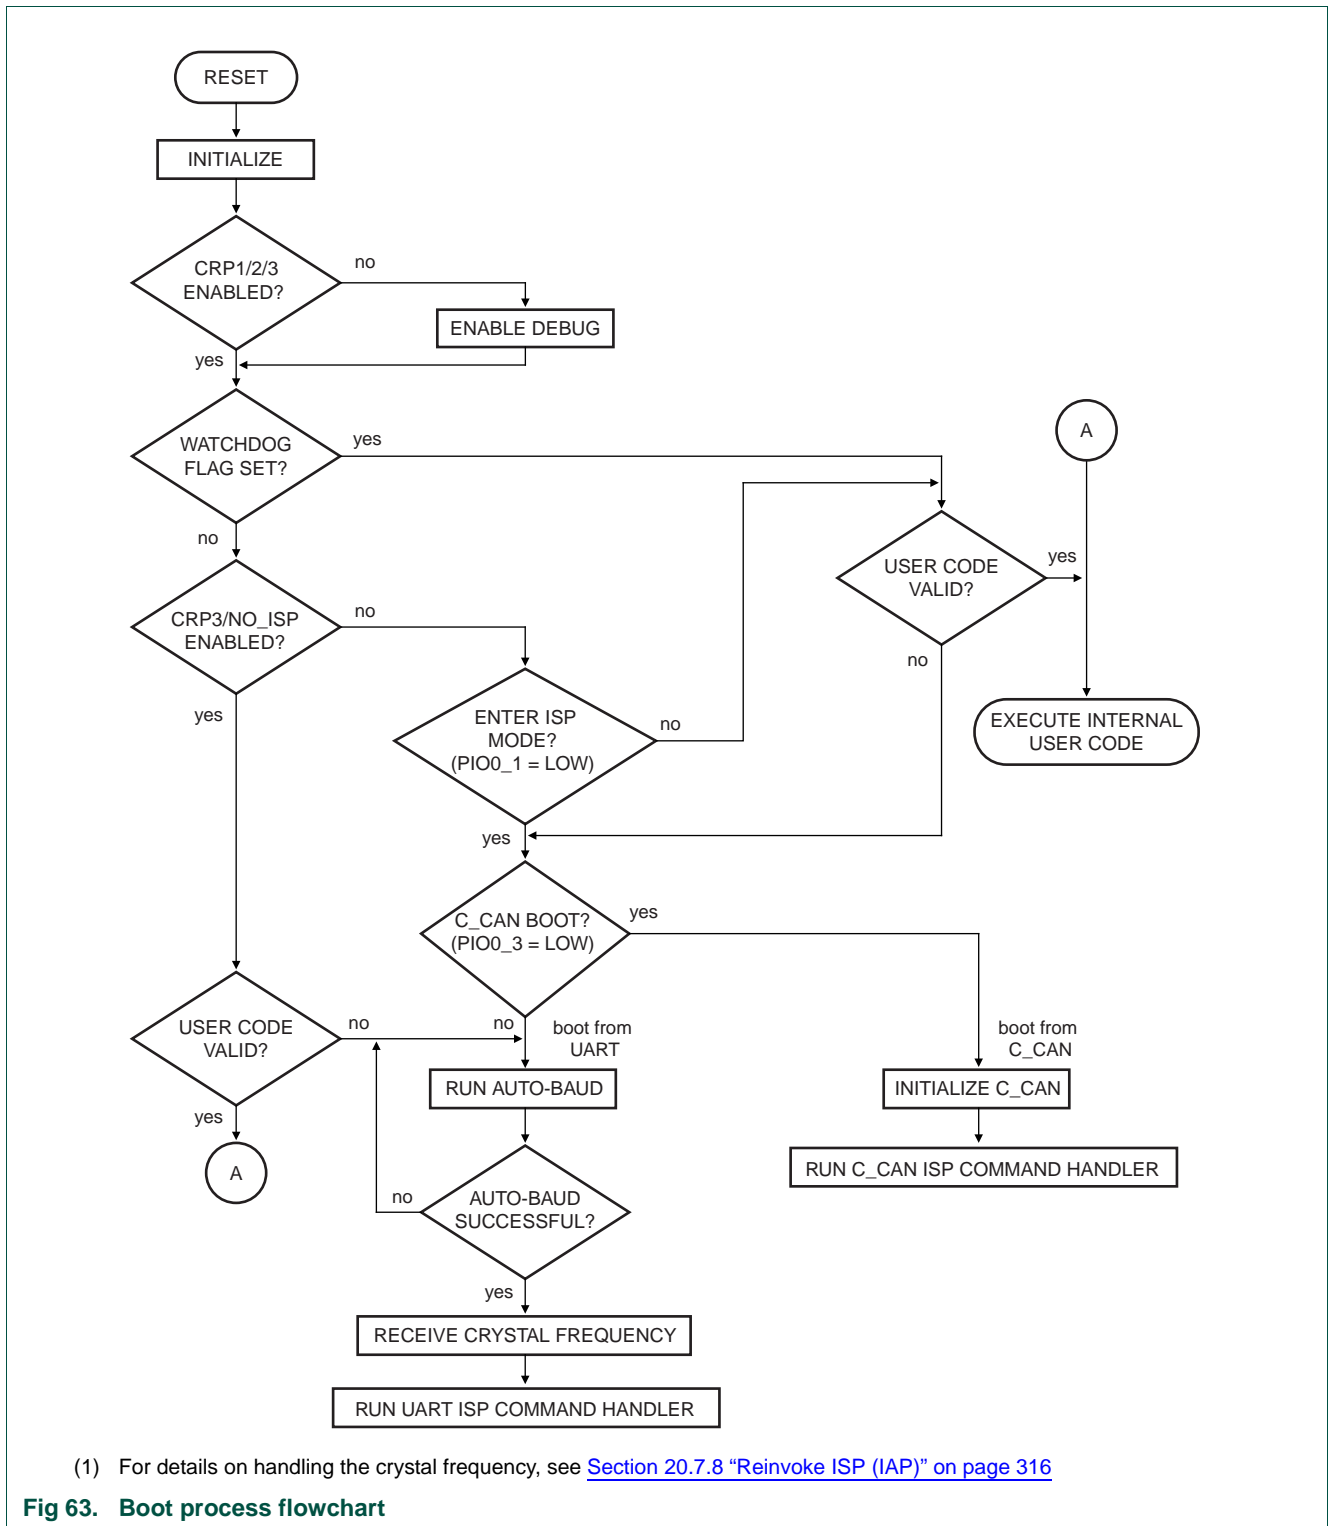 RESET
INITIALIZE
CRP1/2/3
ENABLED?
no
ENABLE DEBUG
yes
WATCHDOG
FLAG SET?
yes
A
no
USER CODE
VALID?
yes
CRP3/NO_ISP
ENABLED?
no
no
yes
ENTER ISP
MODE?
(PIO0_1 = LOW)
no
EXECUTE INTERNAL
USER CODE
yes
C_CAN BOOT?
(PIO0_3 = LOW)
yes
USER CODE
VALID?
no
no
boot from
UART
boot from
C_CAN
RUN AUTO-BAUD
INITIALIZE C_CAN
yes
A
RUN C_CAN ISP COMMAND HANDLER
no
AUTO-BAUD
SUCCESSFUL?
yes
RECEIVE CRYSTAL FREQUENCY
RUN UART ISP COMMAND HANDLER
(1) For details on handling the crystal frequency, see Section 20.7.8 “Reinvoke ISP (IAP)” on page 316
Fig 63. Boot process flowchart